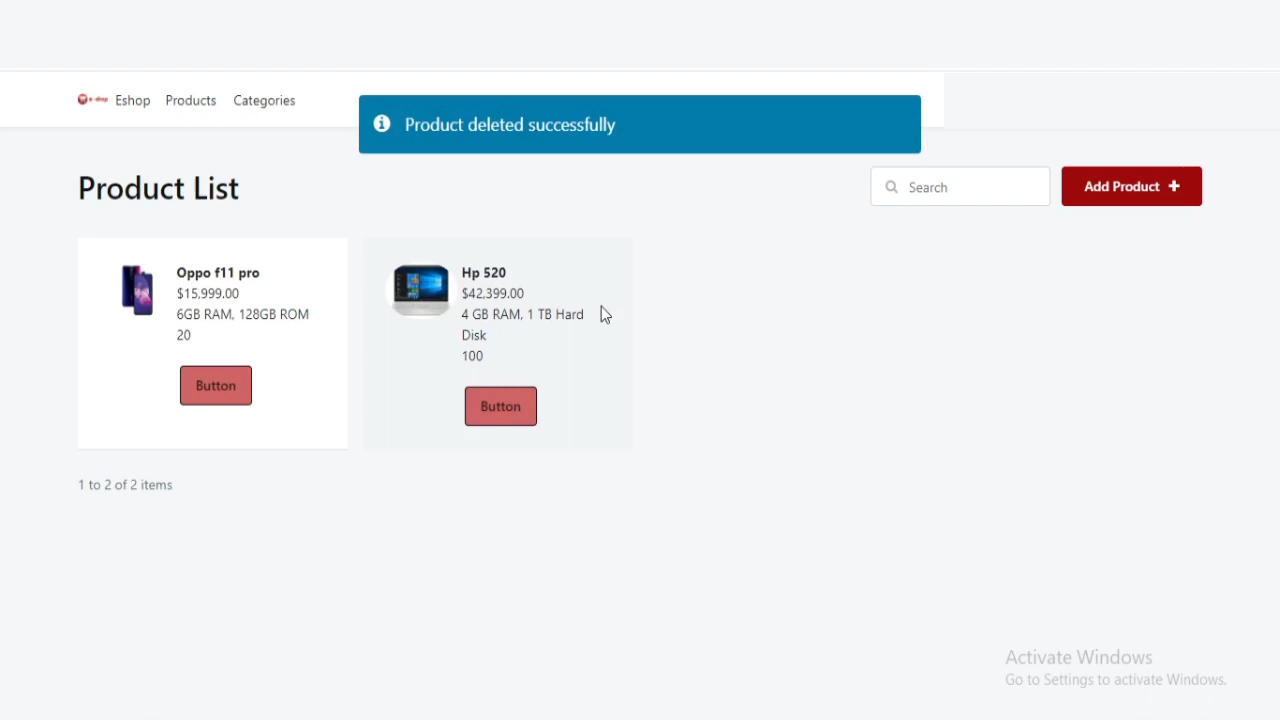 e-shop Eshop Products Categories
Product deleted successfully
Product List
Search
Add Product
Oppo f11 pro
$15,999.00
6GB RAM, 128GB ROM
20
Button
Hp 520
$42,399.00
4 GB RAM, 1 TB Hard
Disk
100
Button
1 to 2 of 2 items
Activate Windows
Go to Settings to activate Windows.